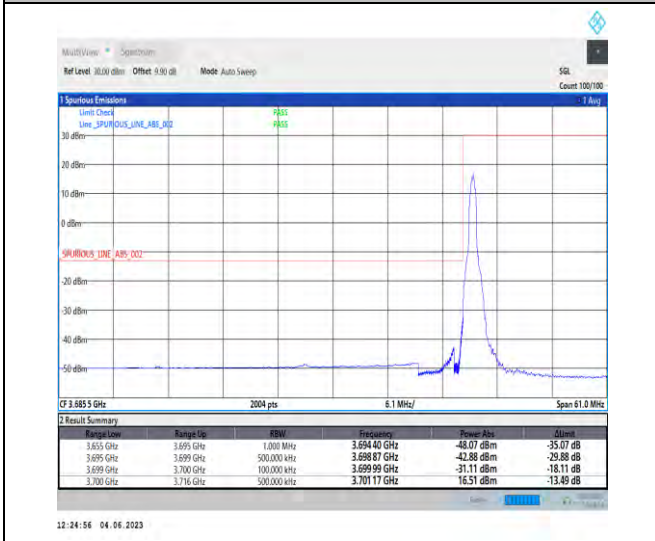 MultiView Spectrum
Ref Level 30.00 dBm Offset 9.90 dB Mode Auto Sweep SGL
Count 100/100
1 Spurious Emissions 1 Avg
Limit Check PASS
Line _SPURIOUS_LINE_ABS_002 PASS
30 dBm
20 dBm
10 dBm
0 dBm
_SPURIOUS_LINE_ABS_002
-20 dBm
-30 dBm
-40 dBm
-50 dBm
CF 3.6855 GHz 2004 pts 6.1 MHz/ Span 61.0 MHz
2 Result Summary
Range Low Range Up RBW Frequency Power Abs ΔLimit
3.655 GHz 3.695 GHz 1.000 MHz 3.694 40 GHz -48.07 dBm -35.07 dB
3.695 GHz 3.699 GHz 500.000 kHz 3.698 87 GHz -42.88 dBm -29.88 dB
3.699 GHz 3.700 GHz 100.000 kHz 3.699 99 GHz -31.11 dBm -18.11 dB
3.700 GHz 3.716 GHz 500.000 kHz 3.701 17 GHz 16.51 dBm -13.49 dB
12:24:56 04.06.2023